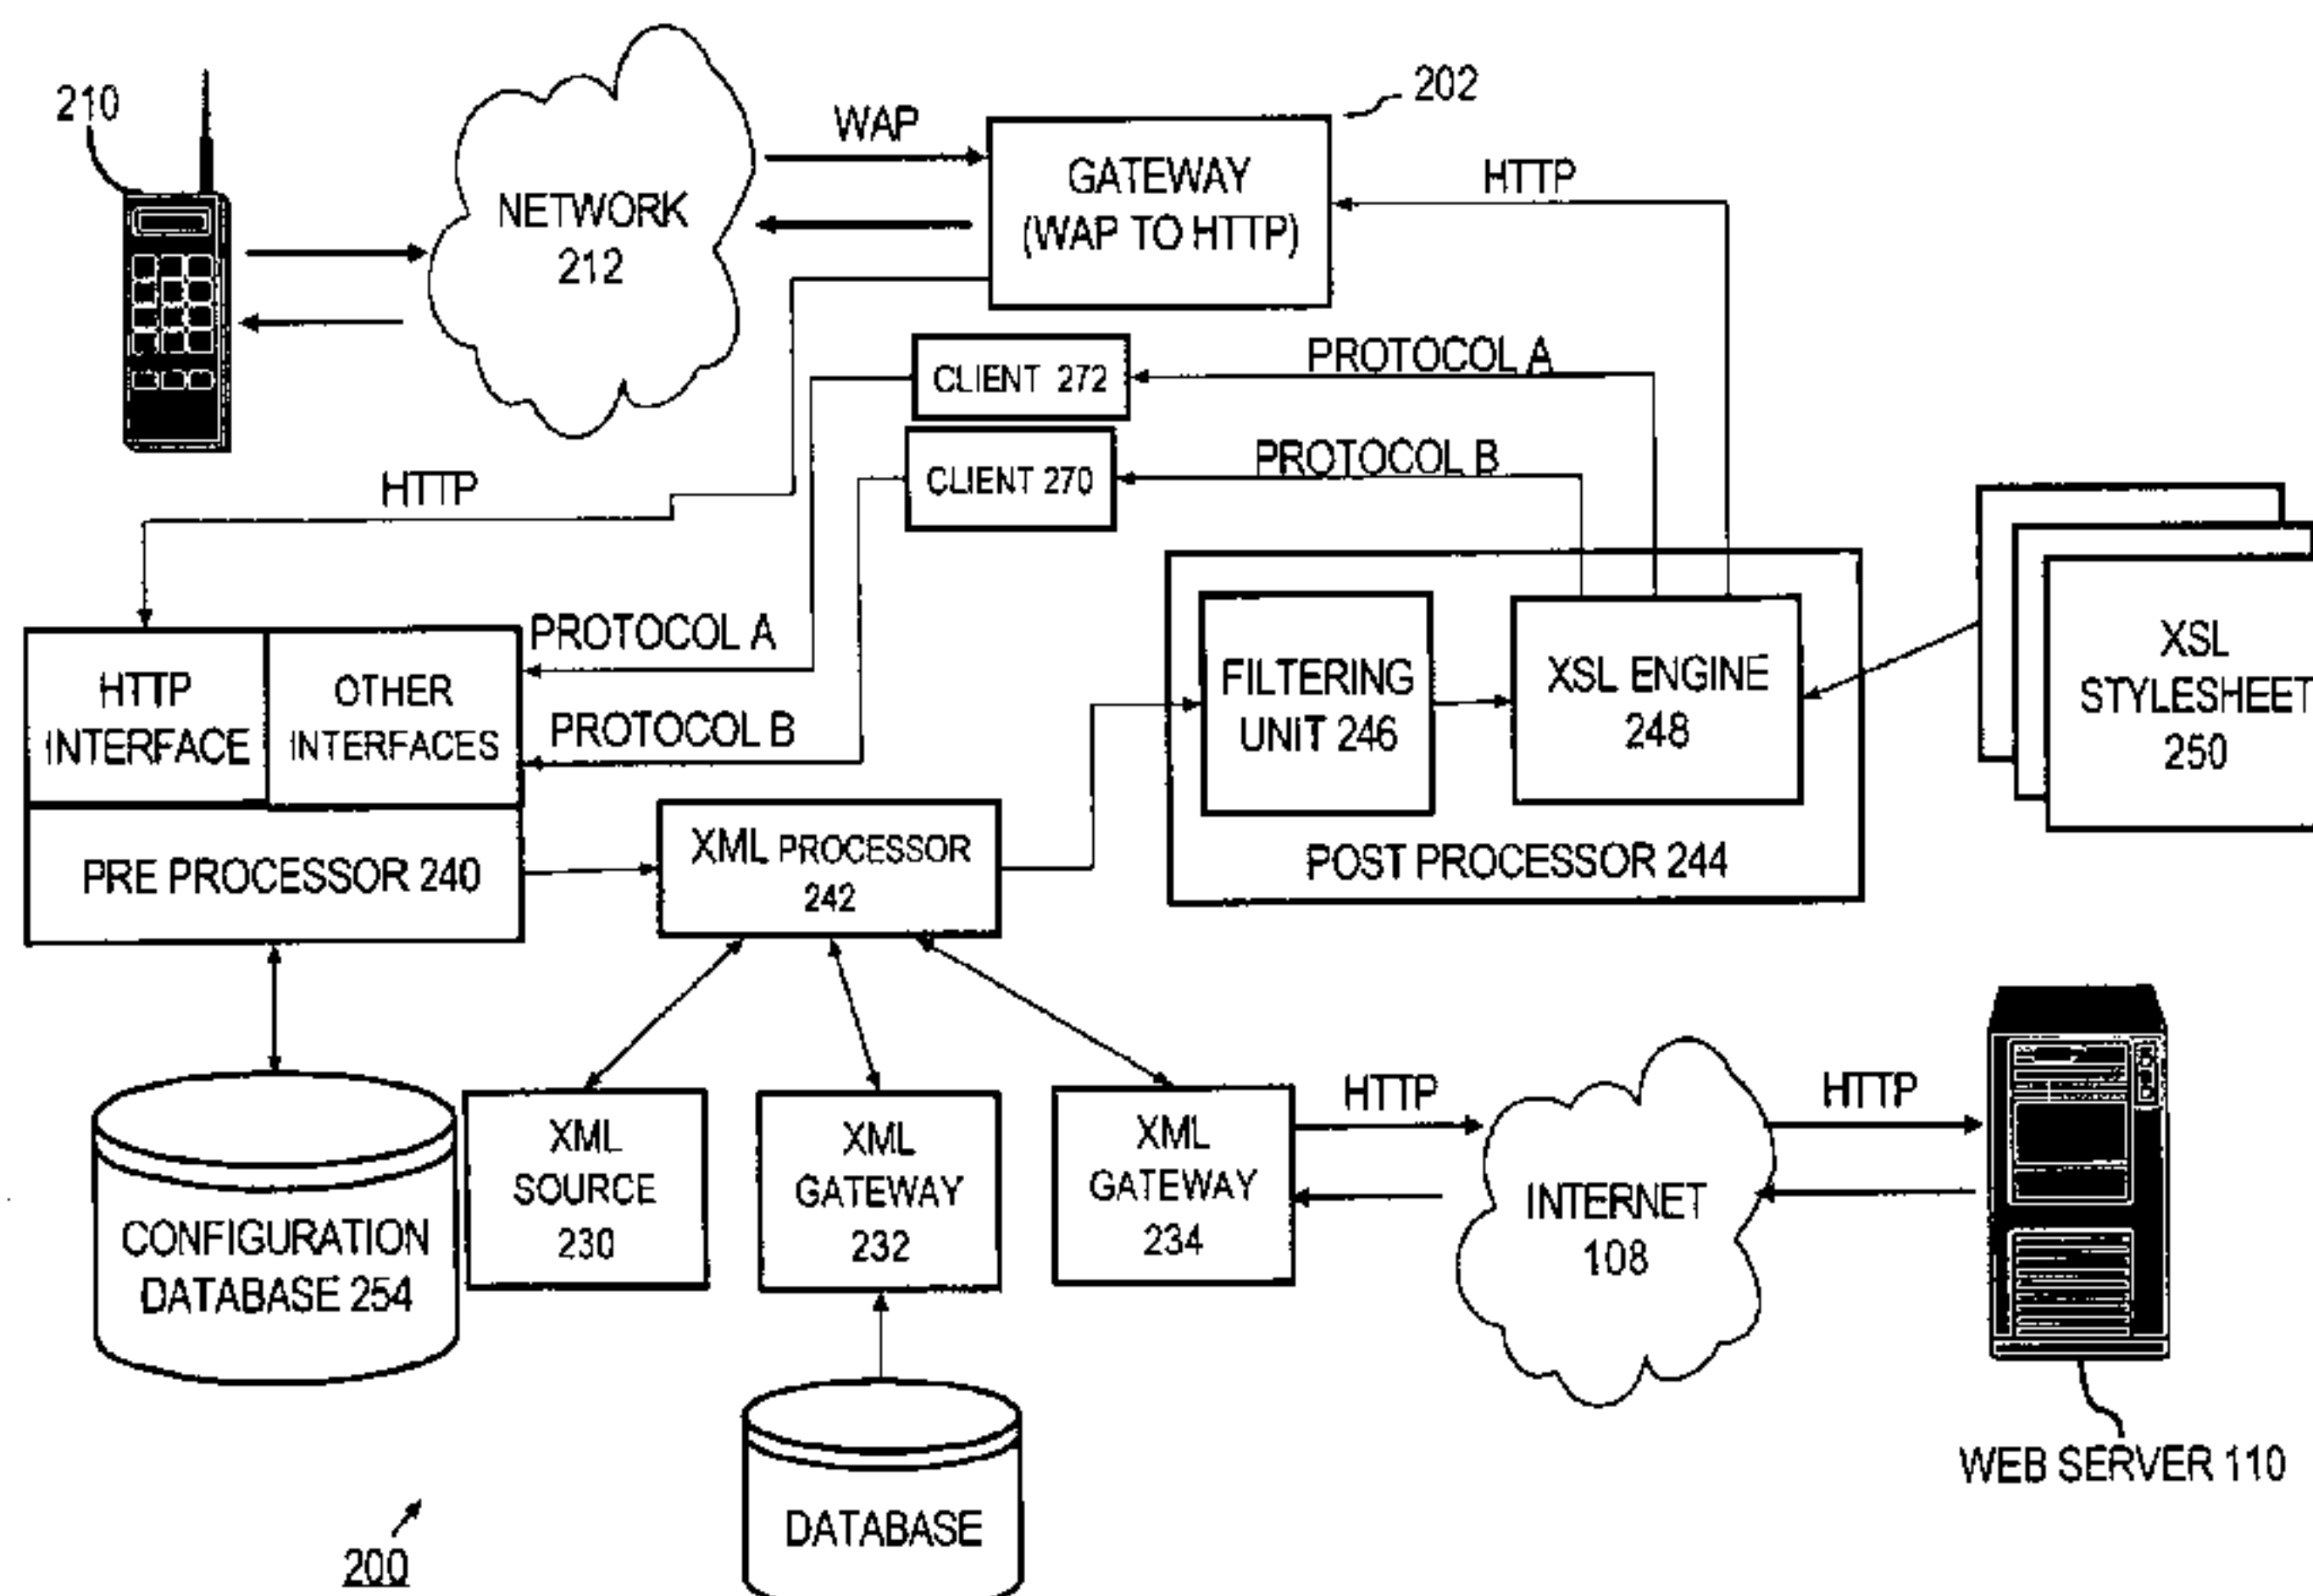 210
NETWORK
212
WAP
202
GATEWAY
(WAP TO HTTP)
HTTP
CLIENT 272
PROTOCOL A
CLIENT 270
PROTOCOL B
HTTP
HTTP
INTERFACE
OTHER
INTERFACES
PROTOCOL A
PROTOCOL B
PRE PROCESSOR 240
XML PROCESSOR
242
FILTERING
UNIT 246
XSL ENGINE
248
POST PROCESSOR 244
XSL
STYLESHEET
250
CONFIGURATION
DATABASE 254
XML
SOURCE
230
XML
GATEWAY
232
XML
GATEWAY
234
HTTP
INTERNET
108
HTTP
WEB SERVER 110
DATABASE
200